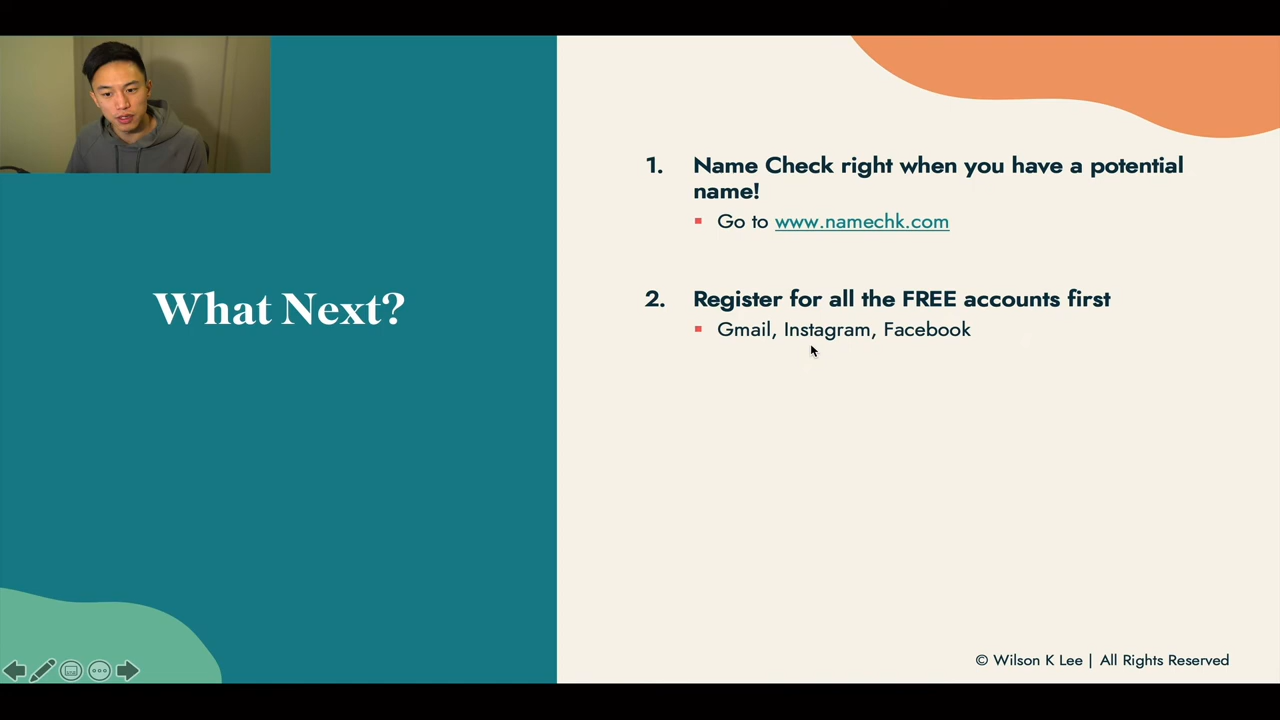 What Next?
1. Name Check right when you have a potential
name!
Go to www.namechk.com
2. Register for all the FREE accounts first
Gmail, Instagram, Facebook
© Wilson K Lee | All Rights Reserved